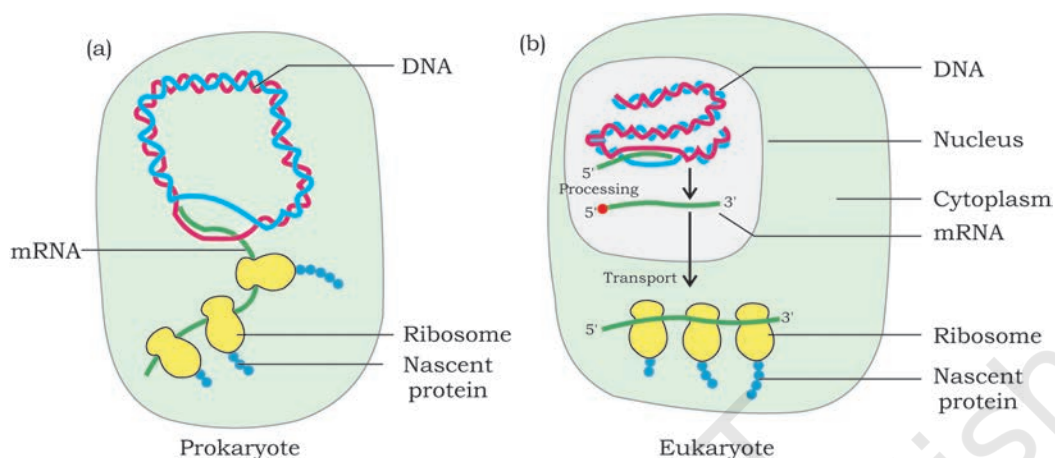 (a)
DNA
mRNA
Ribosome
Nascent
protein
Prokaryote
(b)
DNA
Nucleus
5'
Processing
5'
3'
Cytoplasm
mRNA
Transport
5'
3'
Ribosome
Nascent
protein
Eukaryote